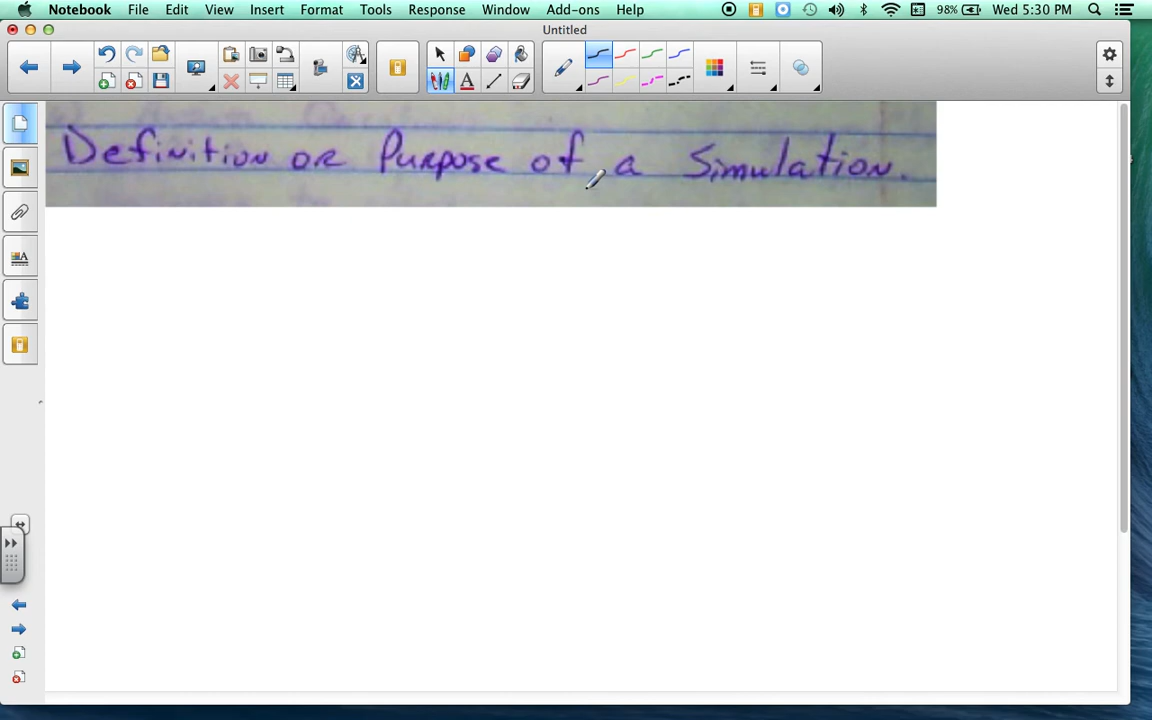 Notebook File Edit View Insert Format Tools Response Window Add-ons Help 98% Wed 5:30 PM
Untitled
Definition or Purpose of a Simulation.